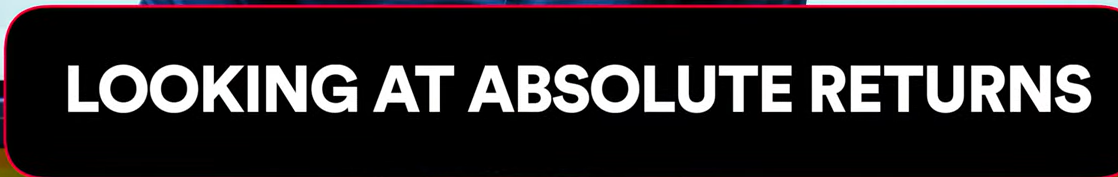 LOOKING AT ABSOLUTE RETURNS